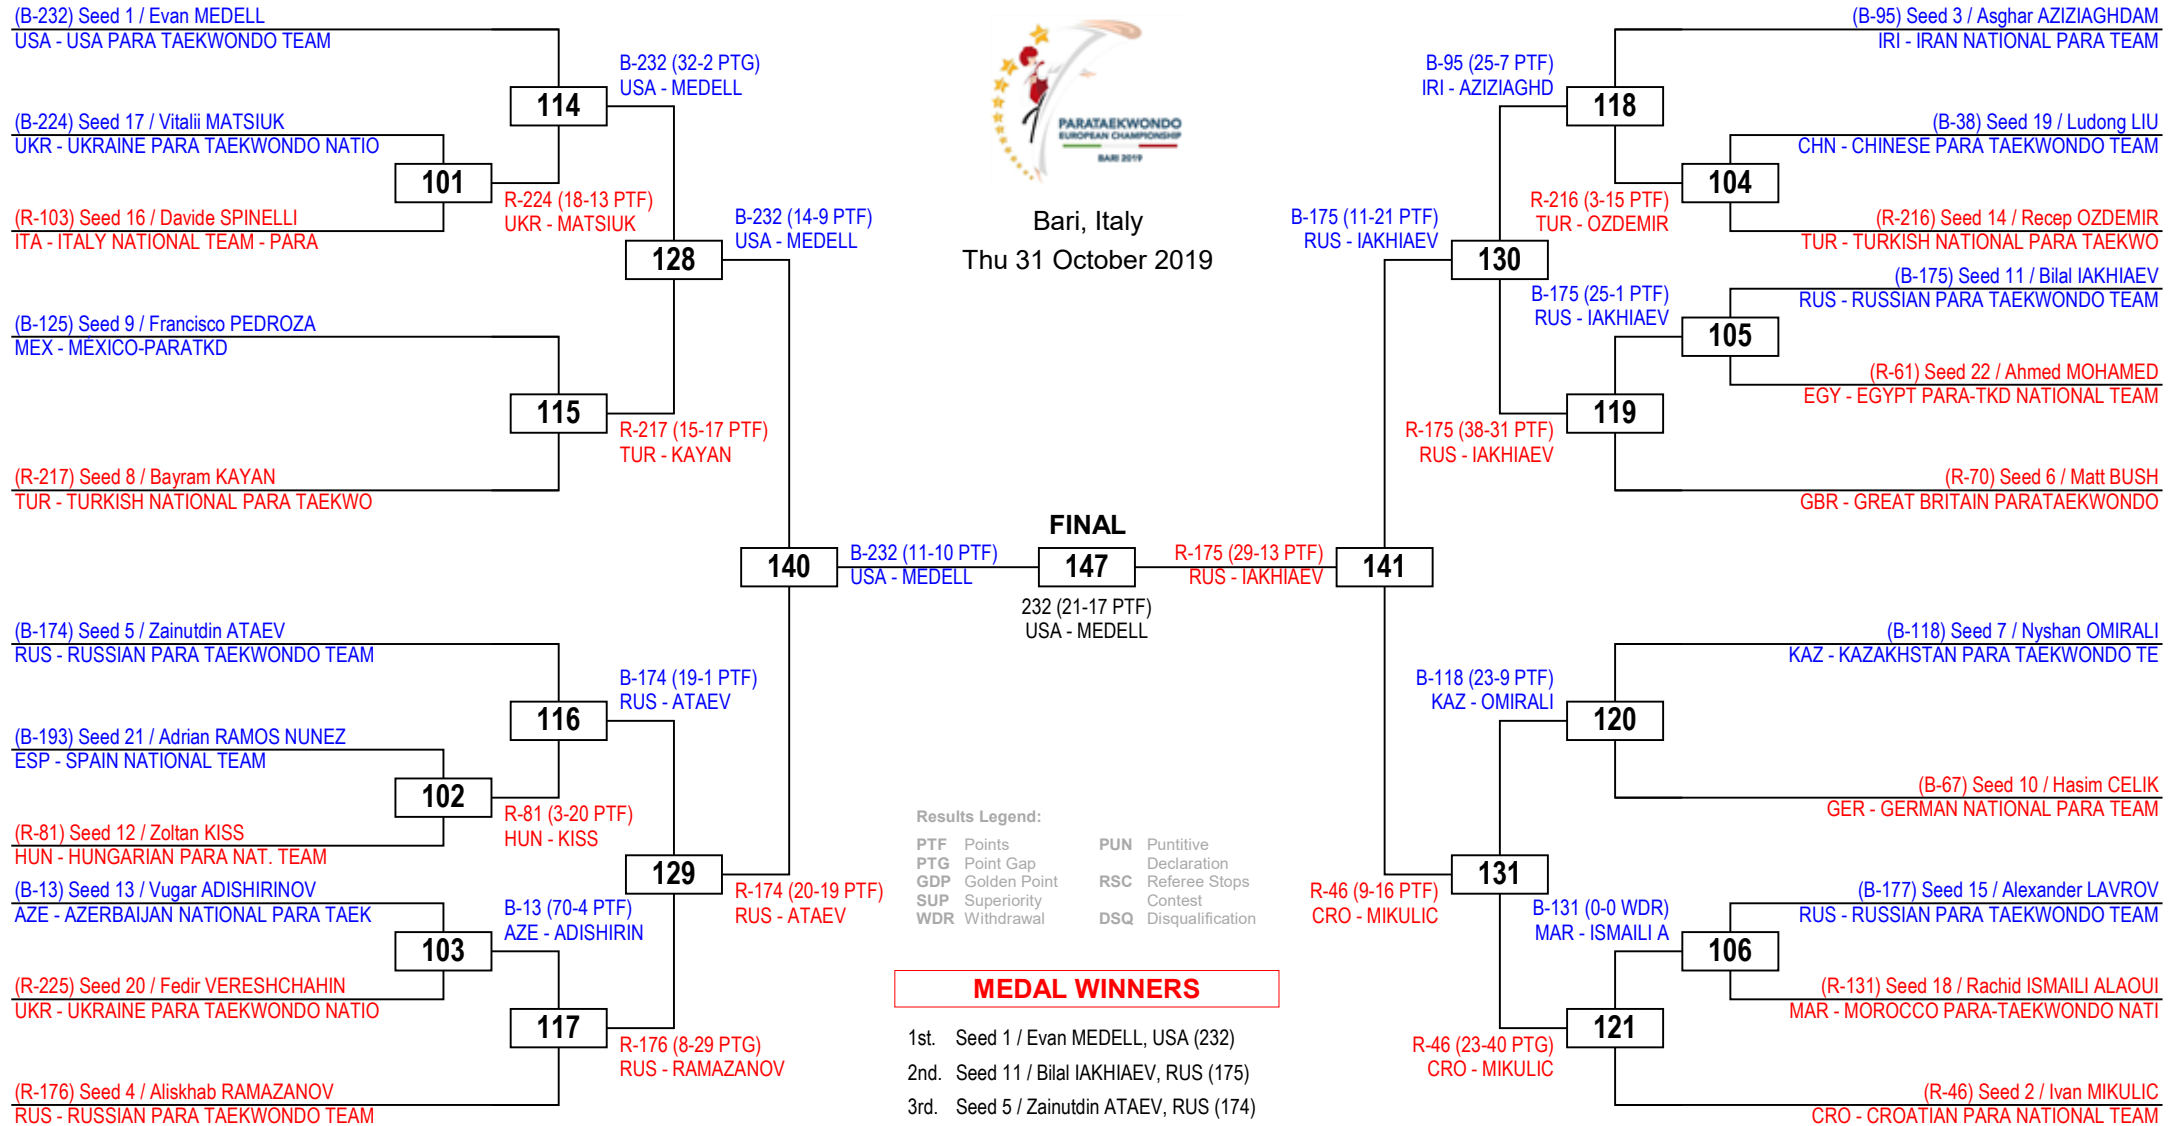 (B-232) Seed 1 / Evan MEDELL
USA - USA PARA TAEKWONDO TEAM
B-232 (32-2 PTG)
USA - MEDELL
114
(B-224) Seed 17 / Vitalii MATSIUK
UKR - UKRAINE PARA TAEKWONDO NATIO
101
R-224 (18-13 PTF)
UKR - MATSIUK
(R-103) Seed 16 / Davide SPINELLI
ITA - ITALY NATIONAL TEAM - PARA
B-232 (14-9 PTF)
USA - MEDELL
128
(B-125) Seed 9 / Francisco PEDROZA
MEX - MÉXICO-PARATKD
115
R-217 (15-17 PTF)
TUR - KAYAN
(R-217) Seed 8 / Bayram KAYAN
TUR - TURKISH NATIONAL PARA TAEKWO
140
B-232 (11-10 PTF)
USA - MEDELL
(B-174) Seed 5 / Zainutdin ATAEV
RUS - RUSSIAN PARA TAEKWONDO TEAM
B-174 (19-1 PTF)
RUS - ATAEV
116
(B-193) Seed 21 / Adrian RAMOS NUNEZ
ESP - SPAIN NATIONAL TEAM
102
R-81 (3-20 PTF)
HUN - KISS
(R-81) Seed 12 / Zoltan KISS
HUN - HUNGARIAN PARA NAT. TEAM
129
R-174 (20-19 PTF)
RUS - ATAEV
(B-13) Seed 13 / Vugar ADISHIRINOV
AZE - AZERBAIJAN NATIONAL PARA TAEK
B-13 (70-4 PTF)
AZE - ADISHIRIN
103
(R-225) Seed 20 / Fedir VERESHCHAHIN
UKR - UKRAINE PARA TAEKWONDO NATIO
117
R-176 (8-29 PTG)
RUS - RAMAZANOV
(R-176) Seed 4 / Aliskhab RAMAZANOV
RUS - RUSSIAN PARA TAEKWONDO TEAM
PARATAEKWONDO
EUROPEAN CHAMPIONSHIP
BARI 2019
Bari, Italy
Thu 31 October 2019
FINAL
147
232 (21-17 PTF)
USA - MEDELL
Results Legend:
PTF Points
PTG Point Gap
GDP Golden Point
SUP Superiority
WDR Withdrawal
PUN Puntitive
Declaration
RSC Referee Stops
Contest
DSQ Disqualification
MEDAL WINNERS
1st. Seed 1 / Evan MEDELL, USA (232)
2nd. Seed 11 / Bilal IAKHIAEV, RUS (175)
3rd. Seed 5 / Zainutdin ATAEV, RUS (174)
(B-95) Seed 3 / Asghar AZIZIAGHDAM
IRI - IRAN NATIONAL PARA TEAM
B-95 (25-7 PTF)
IRI - AZIZIAGHD
118
(B-38) Seed 19 / Ludong LIU
CHN - CHINESE PARA TAEKWONDO TEAM
104
R-216 (3-15 PTF)
TUR - OZDEMIR
(R-216) Seed 14 / Recep OZDEMIR
TUR - TURKISH NATIONAL PARA TAEKWO
B-175 (11-21 PTF)
RUS - IAKHIAEV
130
(B-175) Seed 11 / Bilal IAKHIAEV
RUS - RUSSIAN PARA TAEKWONDO TEAM
B-175 (25-1 PTF)
RUS - IAKHIAEV
105
(R-61) Seed 22 / Ahmed MOHAMED
EGY - EGYPT PARA-TKD NATIONAL TEAM
119
R-175 (38-31 PTF)
RUS - IAKHIAEV
(R-70) Seed 6 / Matt BUSH
GBR - GREAT BRITAIN PARATAEKWONDO
R-175 (29-13 PTF)
RUS - IAKHIAEV
141
(B-118) Seed 7 / Nyshan OMIRALI
KAZ - KAZAKHSTAN PARA TAEKWONDO TE
B-118 (23-9 PTF)
KAZ - OMIRALI
120
(B-67) Seed 10 / Hasim CELIK
GER - GERMAN NATIONAL PARA TEAM
131
R-46 (9-16 PTF)
CRO - MIKULIC
(B-177) Seed 15 / Alexander LAVROV
RUS - RUSSIAN PARA TAEKWONDO TEAM
B-131 (0-0 WDR)
MAR - ISMAILI A
106
(R-131) Seed 18 / Rachid ISMAILI ALAOUI
MAR - MOROCCO PARA-TAEKWONDO NATI
121
R-46 (23-40 PTG)
CRO - MIKULIC
(R-46) Seed 2 / Ivan MIKULIC
CRO - CROATIAN PARA NATIONAL TEAM